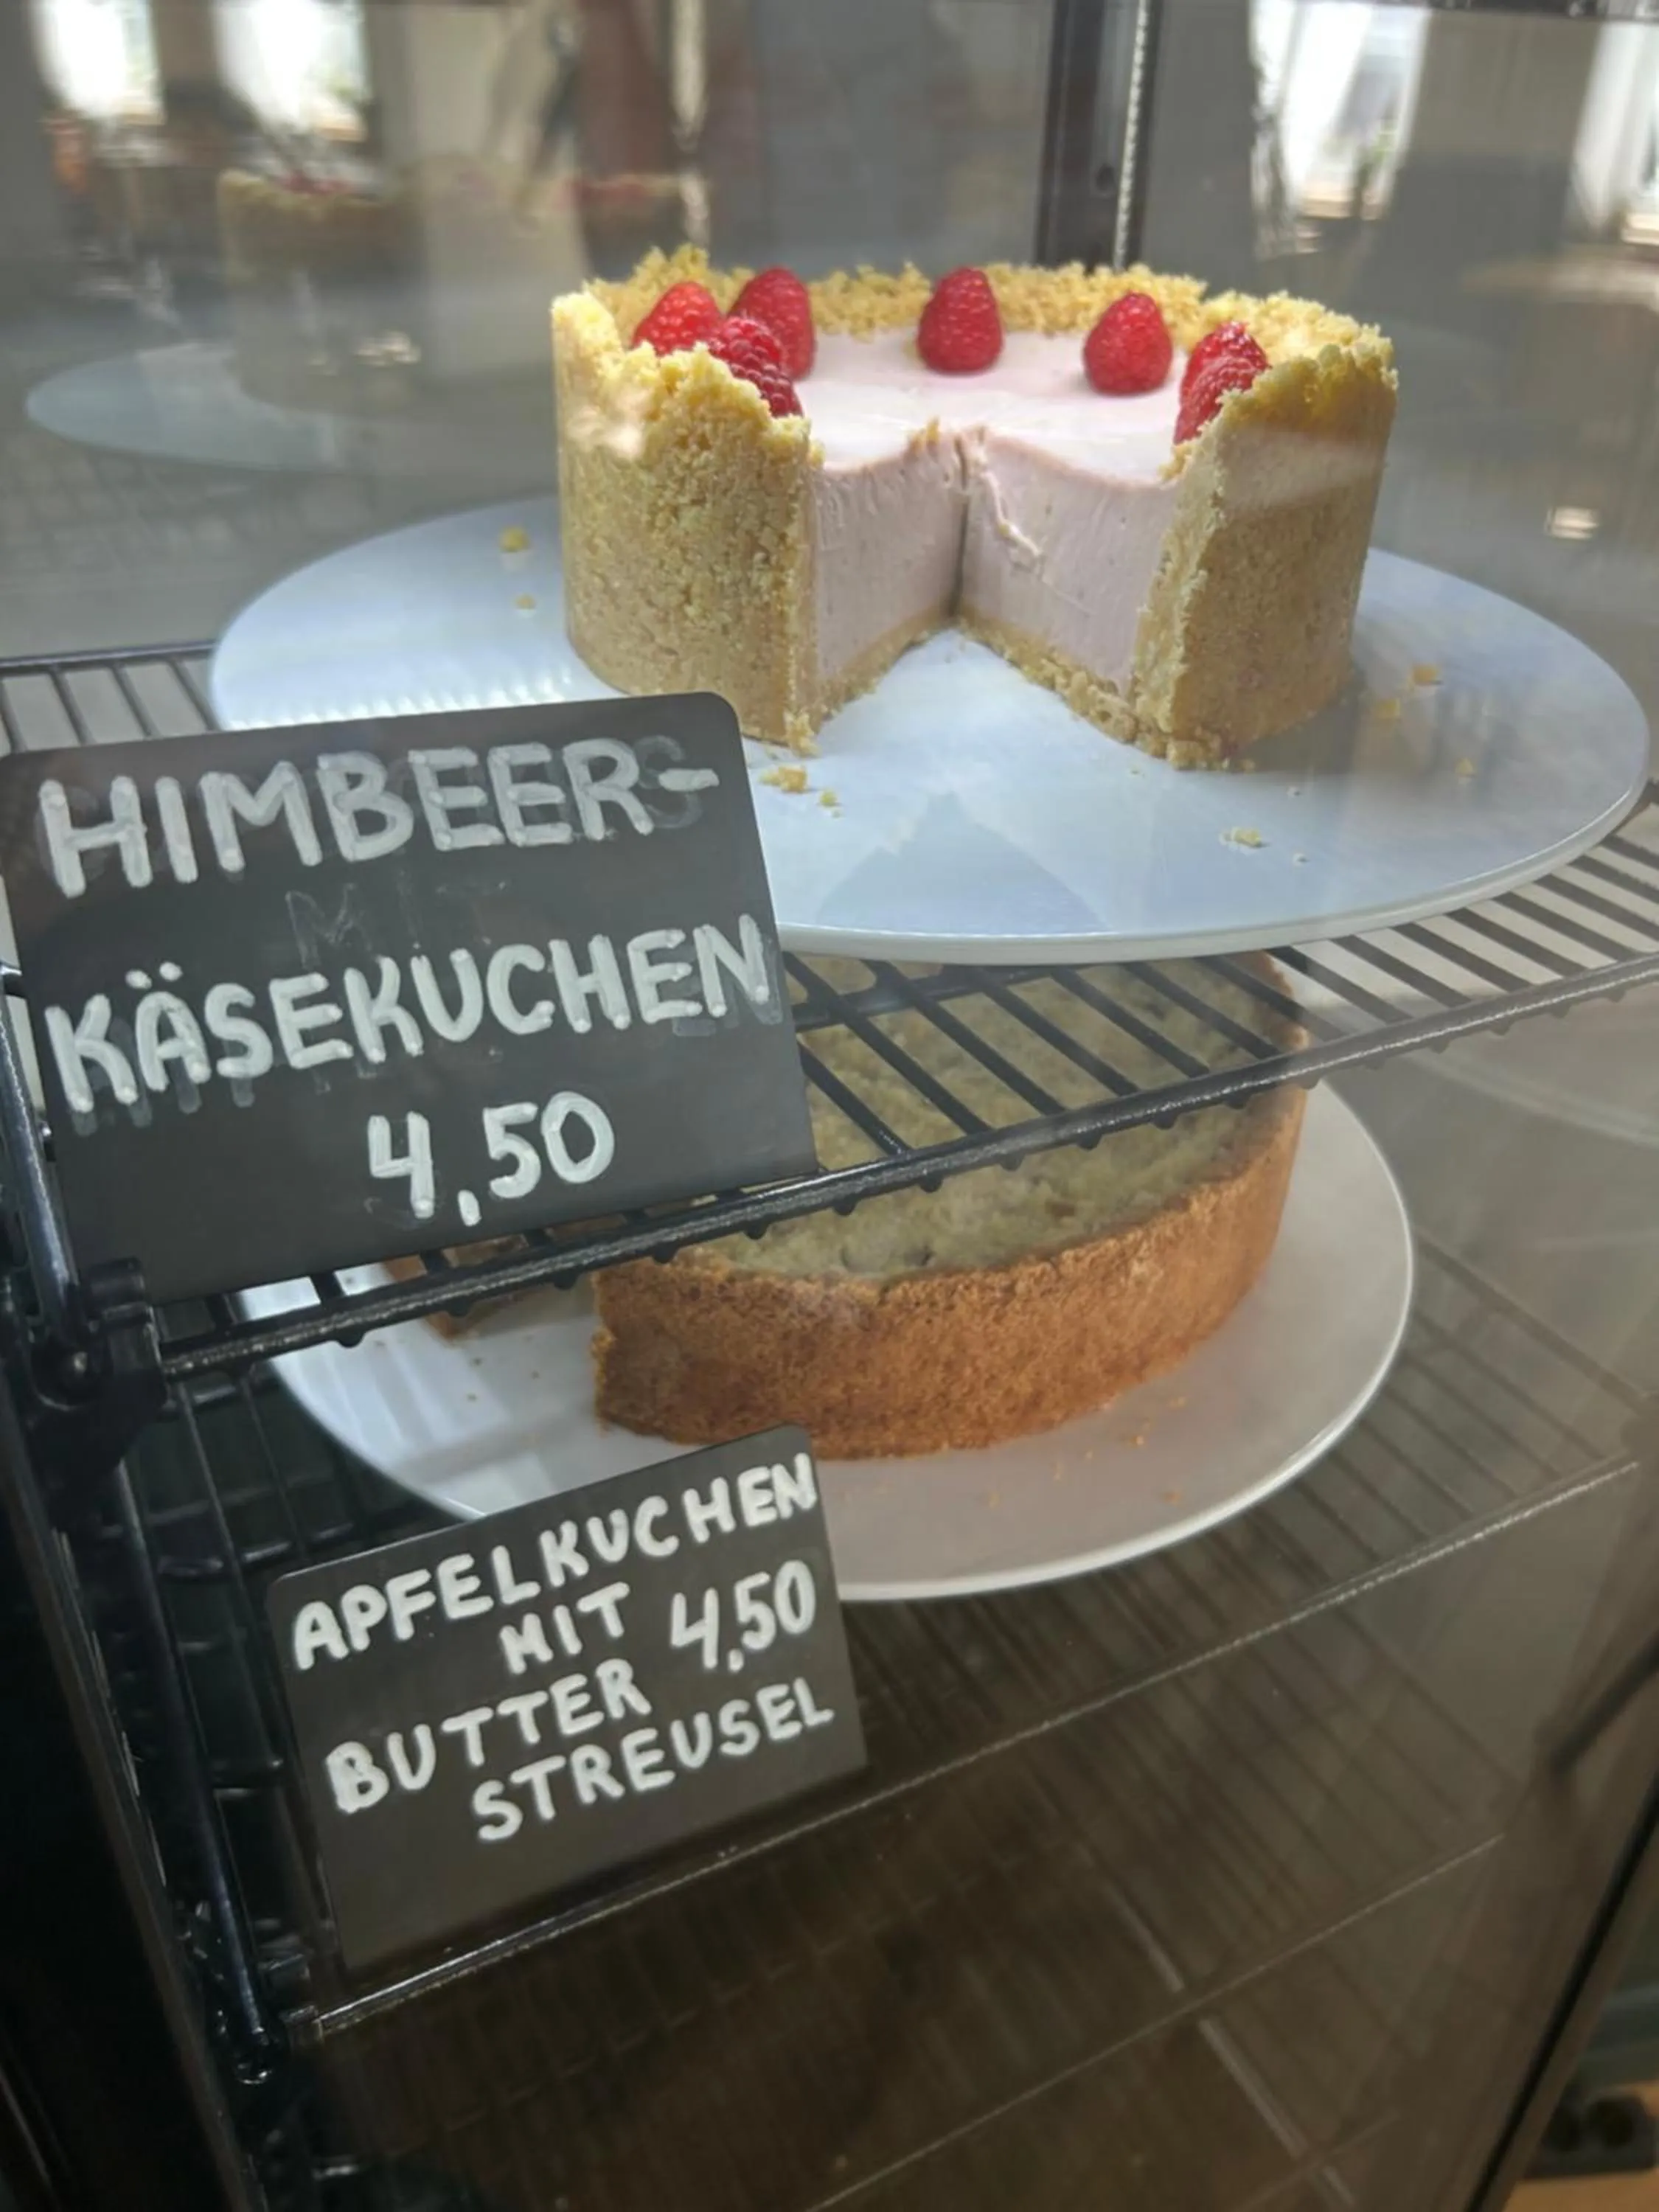 HIMBEER-
KÄSEKUCHEN
4,50
APFELKUCHEN
MIT 4,50
BUTTER
STREUSEL